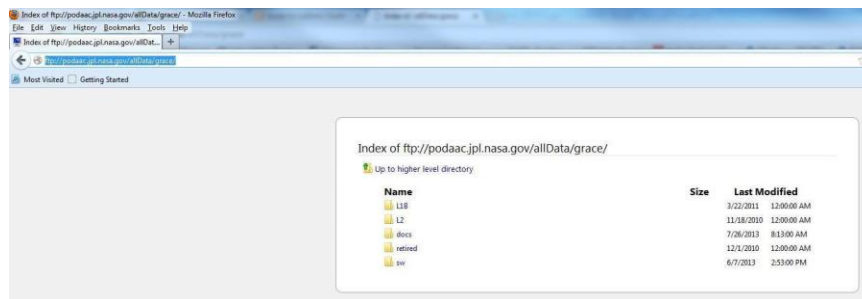 Index of ftp://podaac.jpl.nasa.gov/allData/grace/ - Mozilla Firefox
File Edit View History Bookmarks Tools Help
Index of ftp://podaac.jpl.nasa.gov/allDat... +
ftp://podaac.jpl.nasa.gov/allData/grace/
Most Visited Getting Started
Index of ftp://podaac.jpl.nasa.gov/allData/grace/
Up to higher level directory
Name Size Last Modified
L1B 3/22/2011 12:00:00 AM
L2 11/18/2010 12:00:00 AM
docs 7/26/2013 8:13:00 AM
retired 12/1/2010 12:00:00 AM
sw 6/7/2013 2:53:00 PM